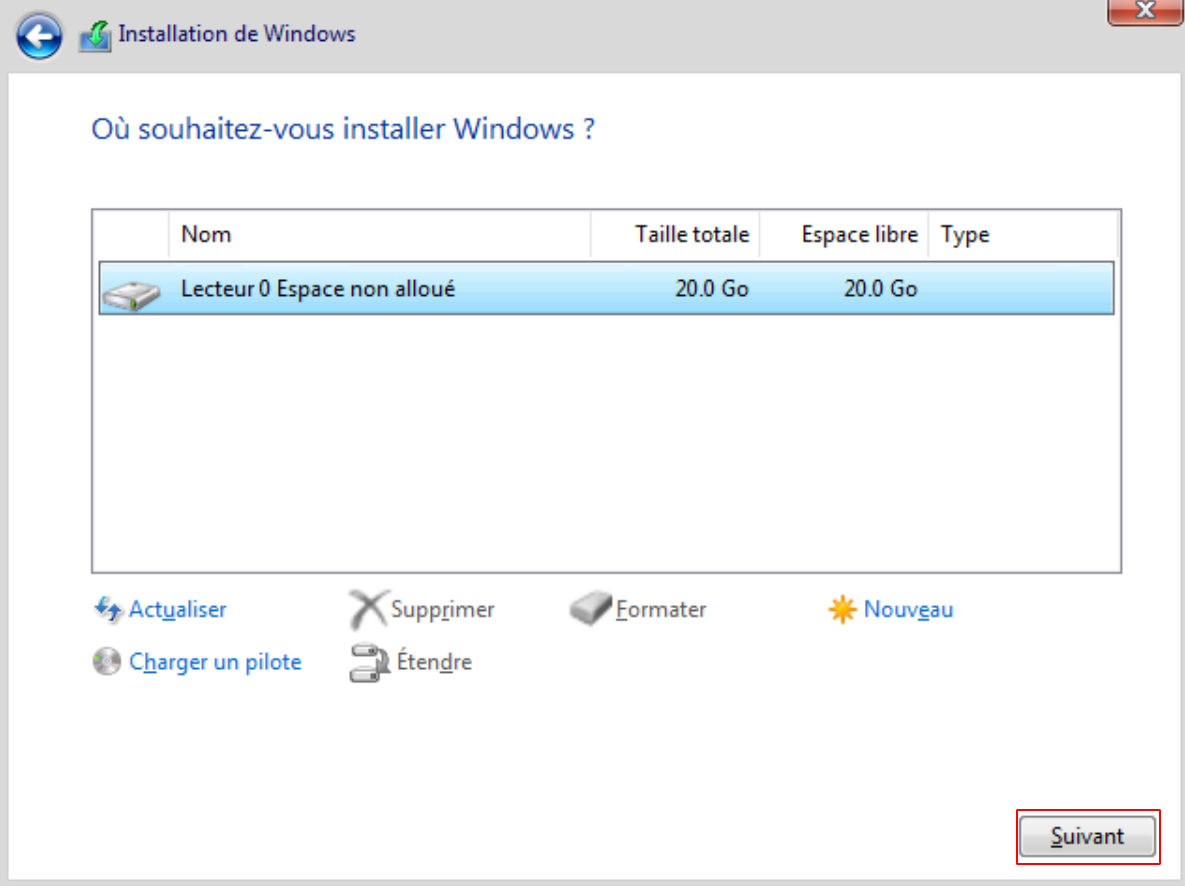 Installation de Windows
Où souhaitez-vous installer Windows ?
Nom Taille totale Espace libre Type
Lecteur 0 Espace non alloué 20.0 Go 20.0 Go
Actualiser Supprimer Formater Nouveau
Charger un pilote Étendre
Suivant